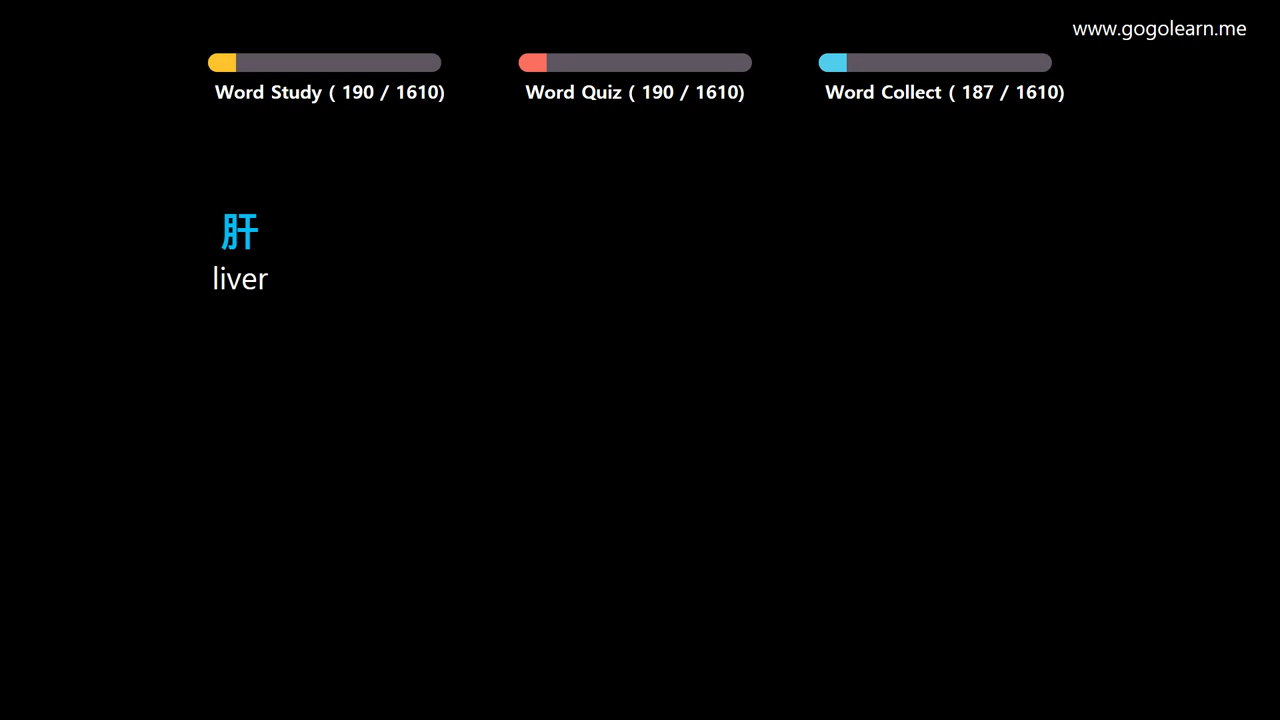 www.gogolearn.me
Word Study ( 190 / 1610)
Word Quiz ( 190 / 1610)
Word Collect ( 187 / 1610)
肝
liver